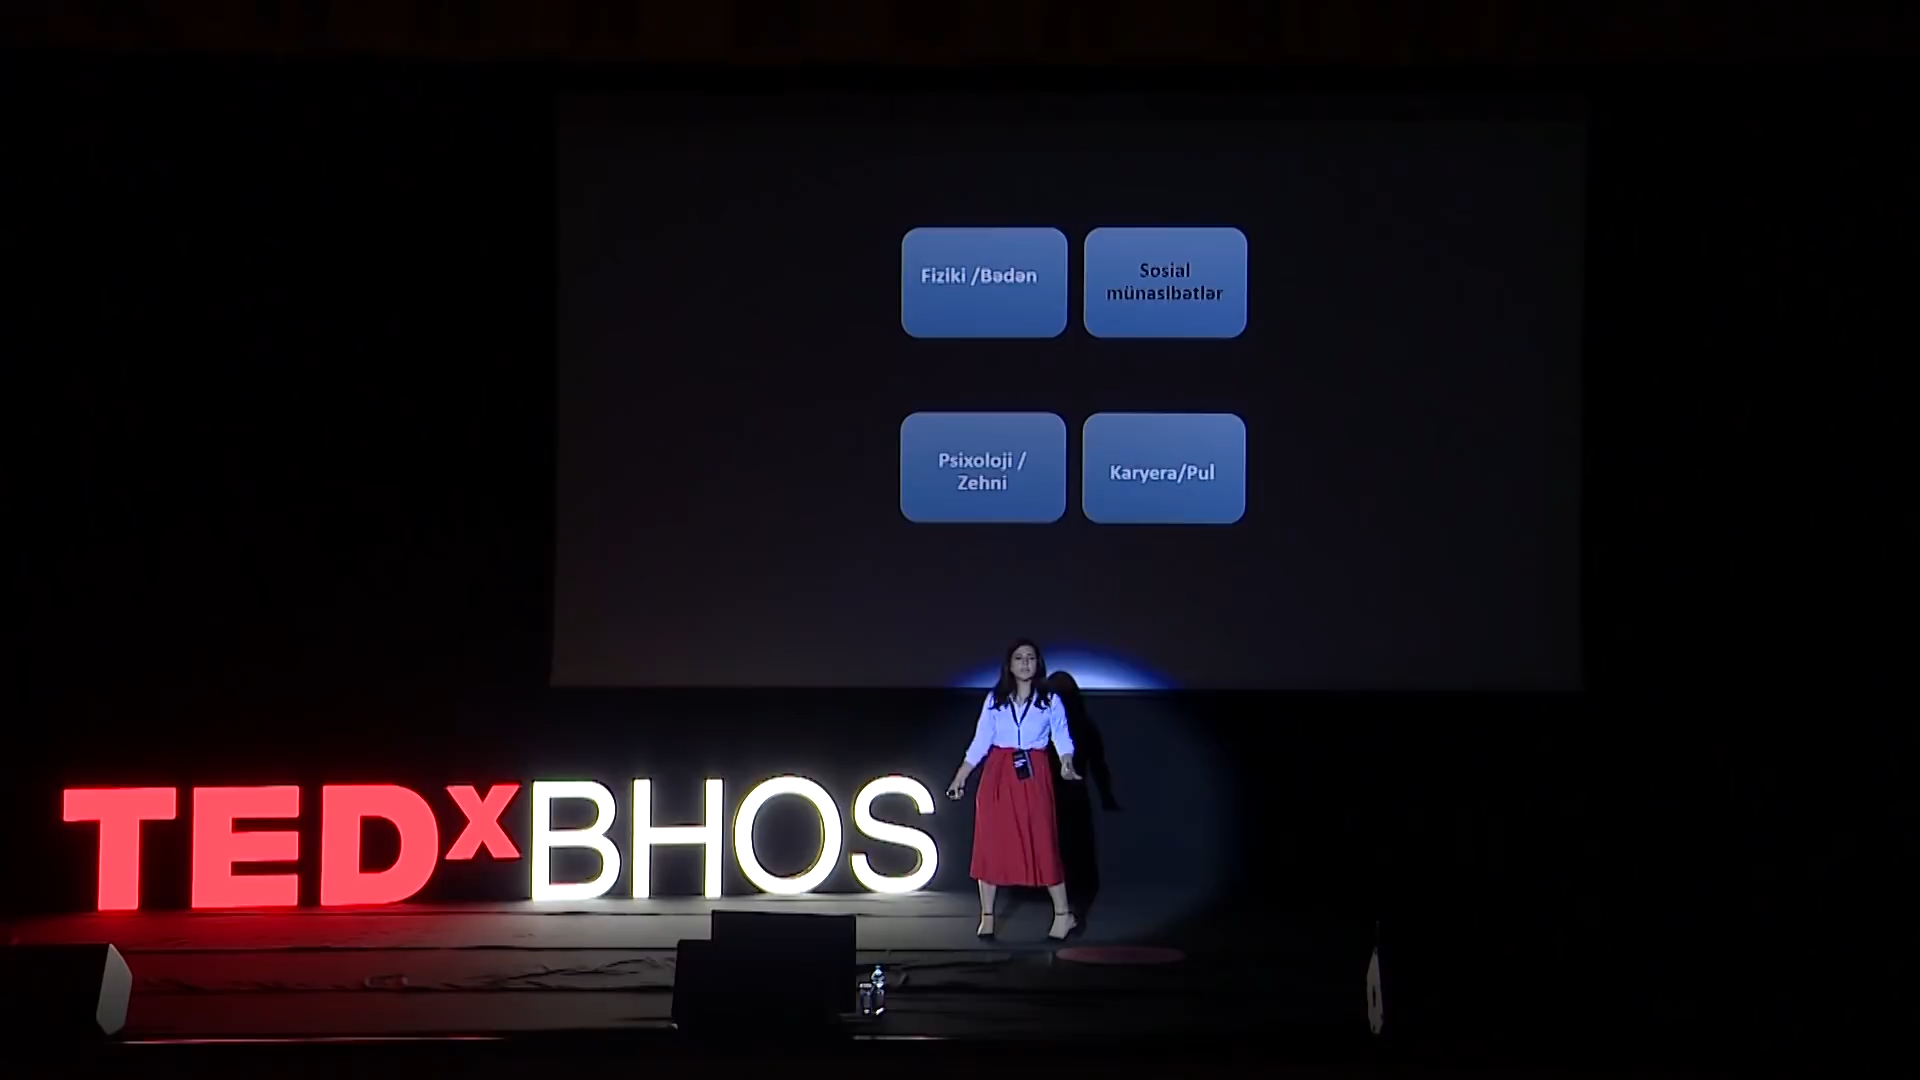 Fiziki /Bədən
Sosial
münasibətlər
Psixoloji /
Zehni
Karyera/Pul
TEDxBHOS